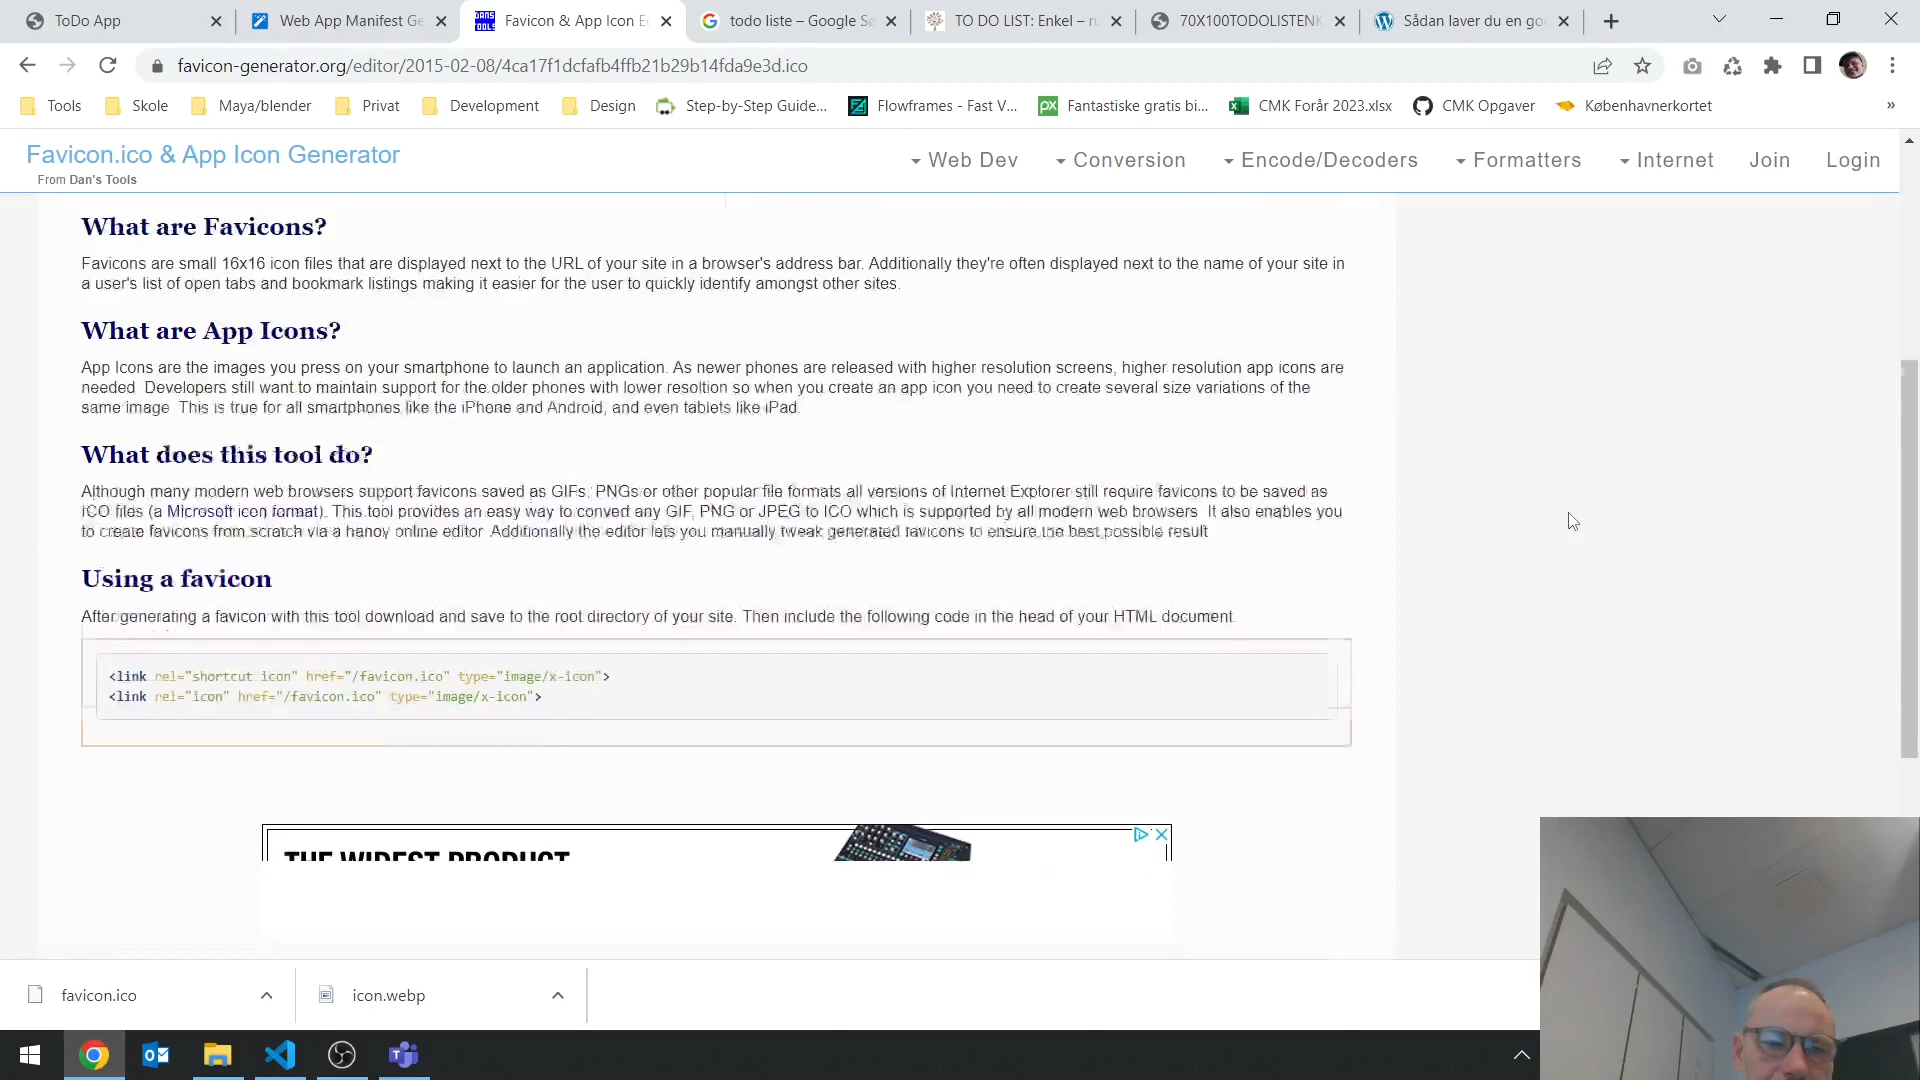 ToDo App
Web App Manifest Ge
Favicon & App Icon E
todo liste – Google Sø
TO DO LIST: Enkel – ru
70X100TODOLISTENK
Sådan laver du en go
favicon-generator.org/editor/2015-02-08/4ca17f1dcfafb4ffb21b29b14fda9e3d.ico
Tools
Skole
Maya/blender
Privat
Development
Design
Step-by-Step Guide...
Flowframes - Fast V...
Fantastiske gratis bi...
CMK Forår 2023.xlsx
CMK Opgaver
Københavnerkortet
»
Favicon.ico & App Icon Generator
From Dan's Tools
Web Dev
Conversion
Encode/Decoders
Formatters
Internet
Join
Login
What are Favicons?
Favicons are small 16x16 icon files that are displayed next to the URL of your site in a browser's address bar. Additionally they're often displayed next to the name of your site in
a user's list of open tabs and bookmark listings making it easier for the user to quickly identify amongst other sites.
What are App Icons?
App Icons are the images you press on your smartphone to launch an application. As newer phones are released with higher resolution screens, higher resolution app icons are
needed. Developers still want to maintain support for the older phones with lower resoltion so when you create an app icon you need to create several size variations of the
same image. This is true for all smartphones like the iPhone and Android, and even tablets like iPad.
What does this tool do?
Although many modern web browsers support favicons saved as GIFs, PNGs or other popular file formats all versions of Internet Explorer still require favicons to be saved as
ICO files (a Microsoft icon format). This tool provides an easy way to convert any GIF, PNG or JPEG to ICO which is supported by all modern web browsers. It also enables you
to create favicons from scratch via a handy online editor. Additionally the editor lets you manually tweak generated favicons to ensure the best possible result
Using a favicon
After generating a favicon with this tool download and save to the root directory of your site. Then include the following code in the head of your HTML document.
<link rel="shortcut icon" href="/favicon.ico" type="image/x-icon">
<link rel="icon" href="/favicon.ico" type="image/x-icon">
THE WIDEST PRODUCT
favicon.ico
icon.webp